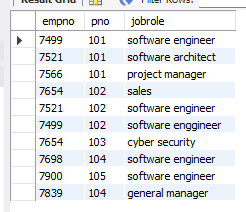 Result Grid Filter Rows:
empno pno jobrole
7499 101 software engineer
7521 101 software architect
7566 101 project manager
7654 102 sales
7521 102 software engineer
7499 102 software enggineer
7654 103 cyber security
7698 104 software engineer
7900 105 software engineer
7839 104 general manager